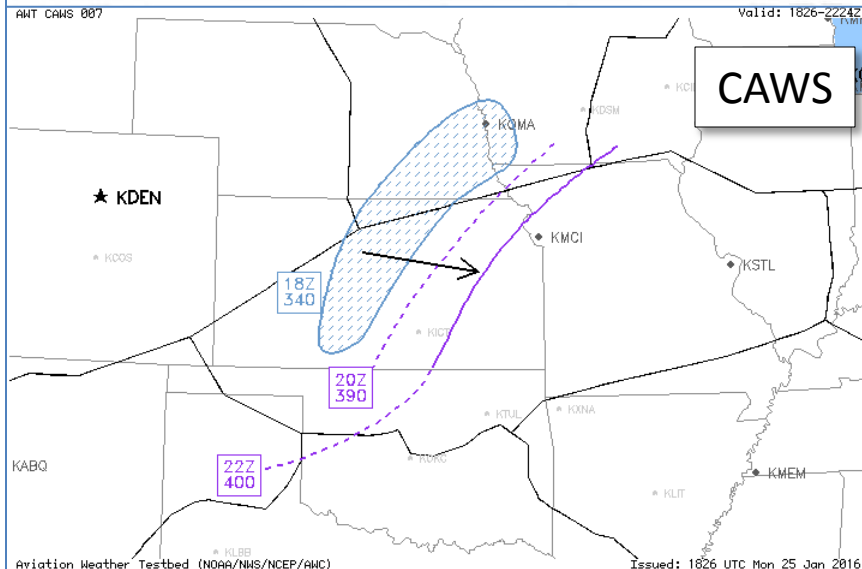 AWT CAWS 007
Valid: 1826-2224Z
CAWS
KOMA
KDSM
KDEN
KCOS
KMCI
KSTL
18Z
340
KICT
20Z
390
KTUL
KXNA
22Z
400
KABQ
KOKC
KMEM
KLIT
KLBB
Aviation Weather Testbed (NOAA/NWS/NCEP/AWC)
Issued: 1826 UTC Mon 25 Jan 2016